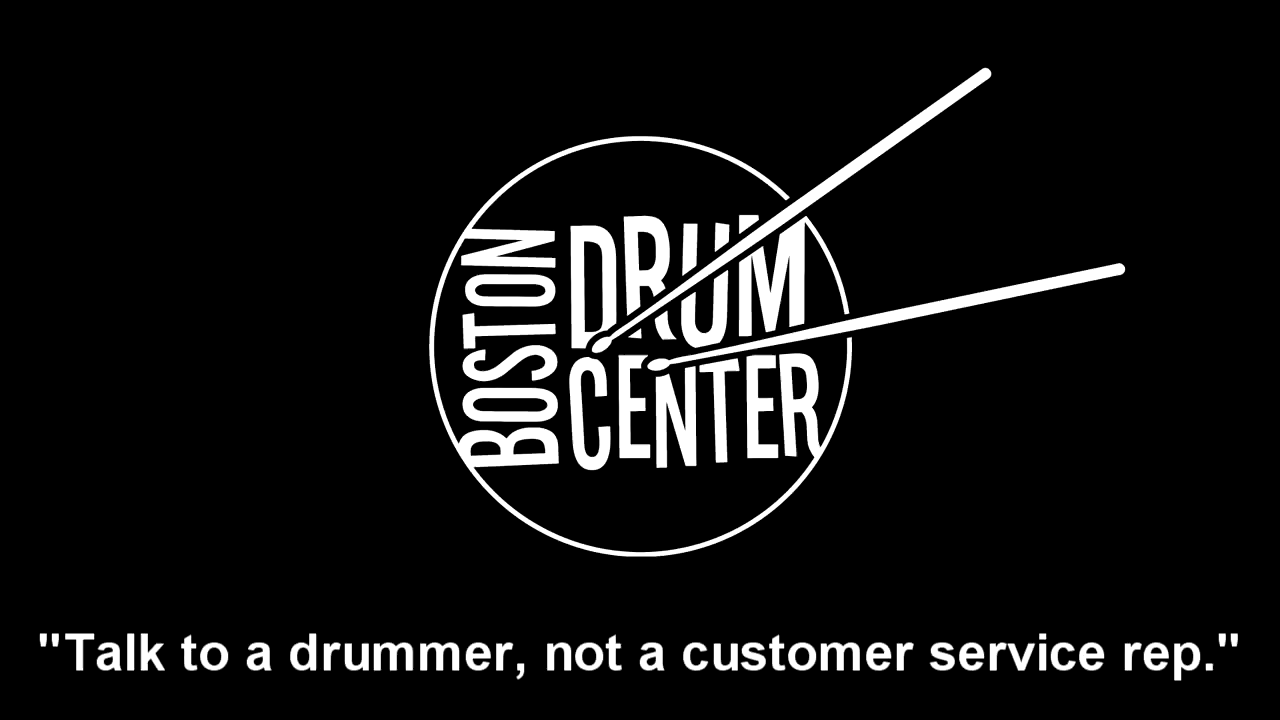 BOSTON
DRUM
CENTER
"Talk to a drummer, not a customer service rep."